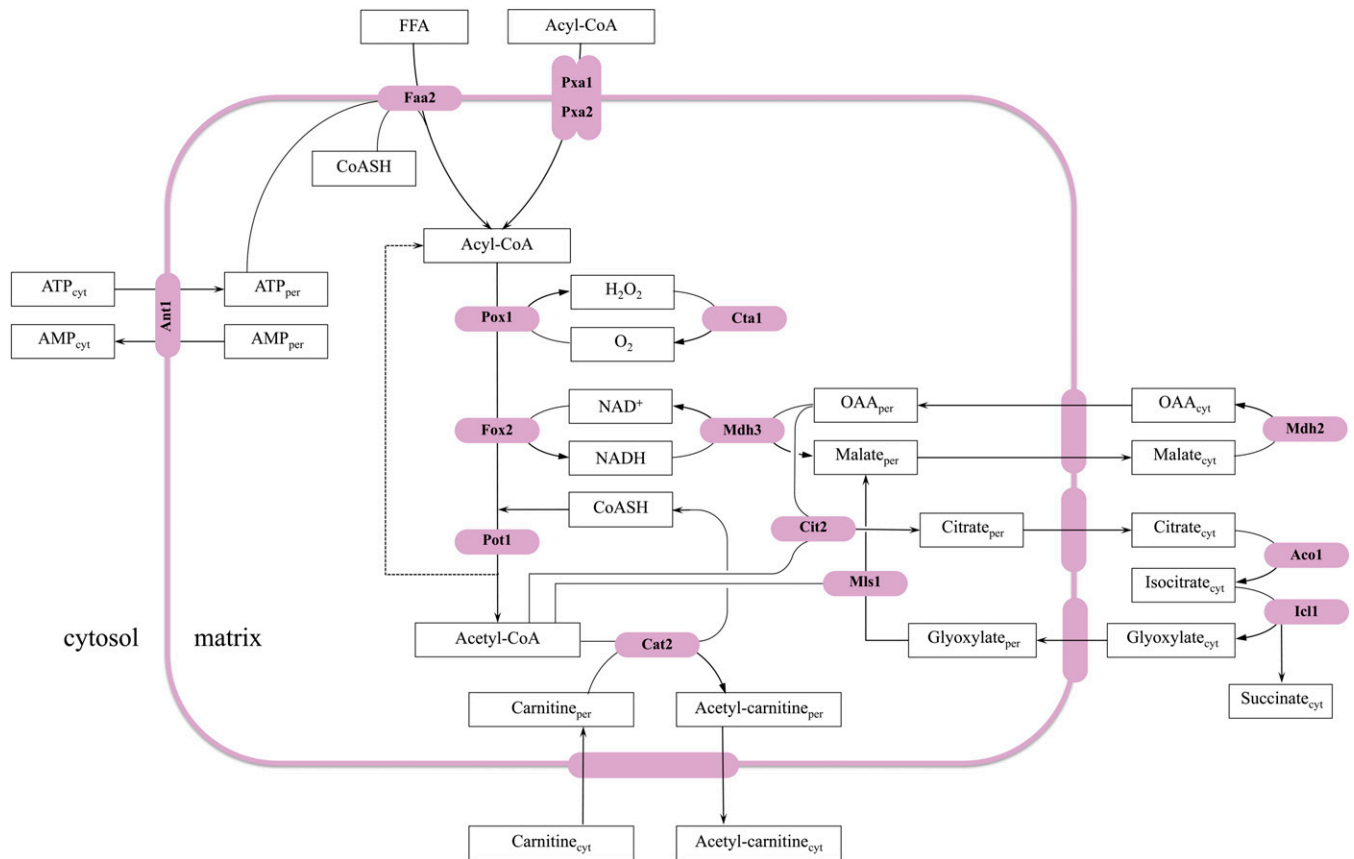 FFA
Acyl-CoA
Pxa1
Faa2
Pxa2
CoASH
Acyl-CoA
ATPcyt
ATPper
H2O2
Ant1
Pox1
Cta1
AMPcyt
AMPper
O2
NAD+
OAAper
OAAcyt
Fox2
Mdh3
Mdh2
NADH
Malateper
Malatecyt
CoASH
Cit2
Citrateper
Citratecyt
Pot1
Aco1
Mls1
Isocitratecyt
Icl1
cytosol
matrix
Acetyl-CoA
Cat2
Glyoxylateper
Glyoxylatecyt
Succinatecyt
Carnitineper
Acetyl-carnitineper
Carnitinecyt
Acetyl-carnitinecyt